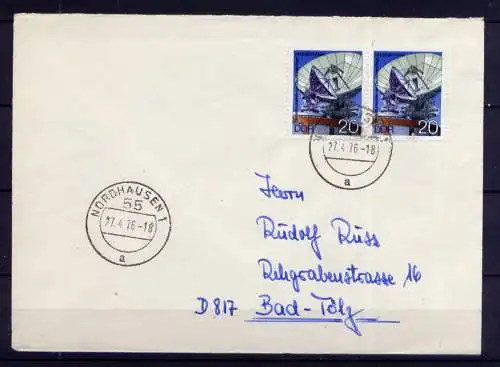 DDR 20
DDR 20
27.4.76-18
a
NORDHAUSEN 1
55
27.4.76-18
a
Herrn
Rudolf Russ
Rehgrabenstrasse 16
D 817 Bad-Tölz